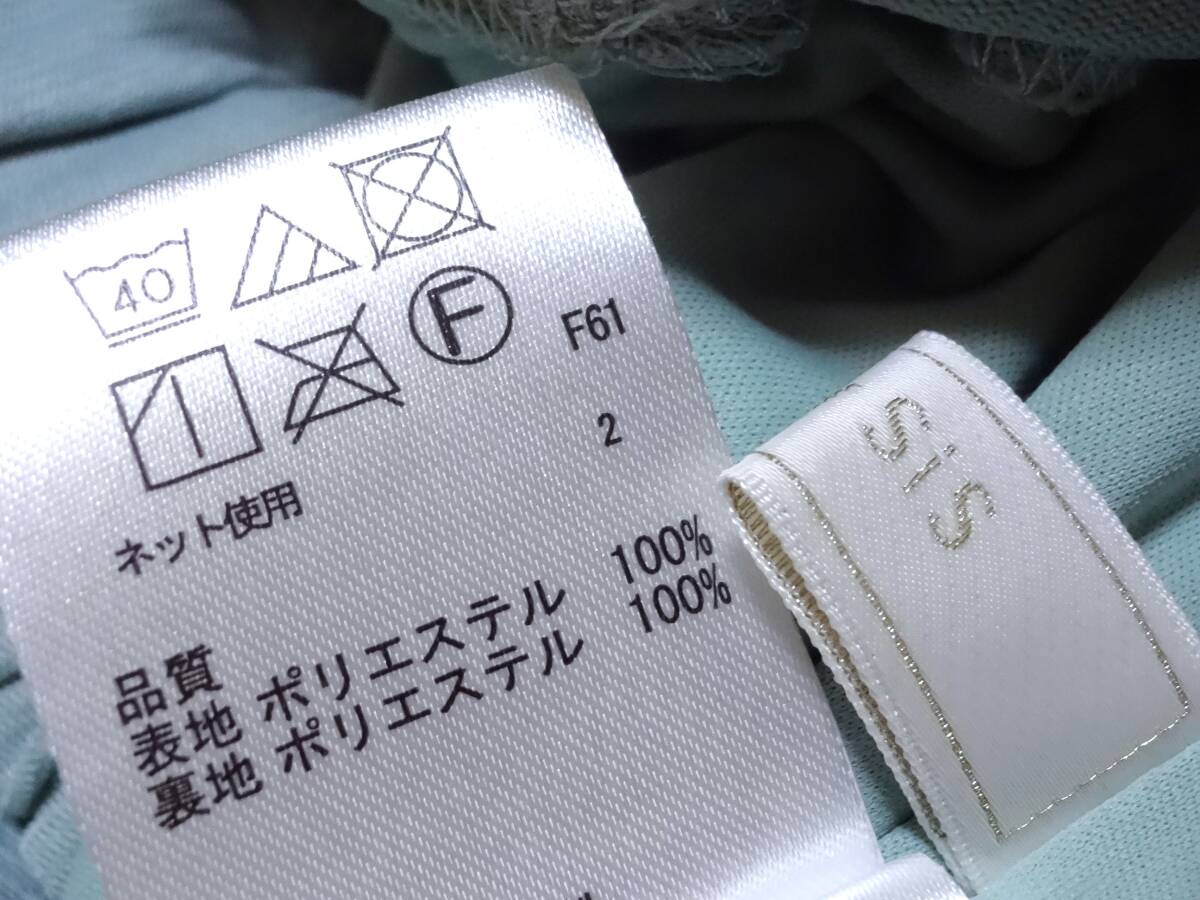 40
F
F61
2
ネット使用
品質
表地 ポリエステル 100%
裏地 ポリエステル 100%
sis